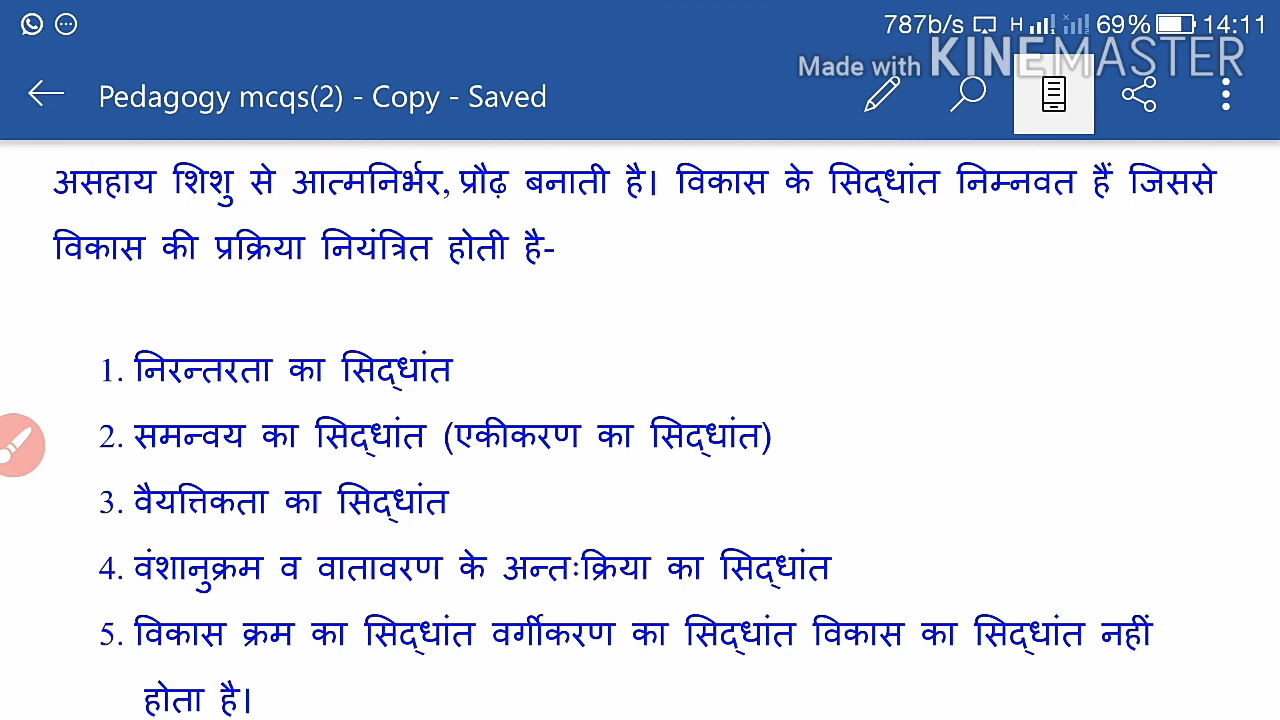 787b/s H 69% 14:11
Made with KINEMASTER
Pedagogy mcqs(2) - Copy - Saved
असहाय शिशु से आत्मनिर्भर, प्रौढ़ बनाती है। विकास के सिद्धांत निम्नवत हैं जिससे
विकास की प्रक्रिया नियंत्रित होती है-
1. निरन्तरता का सिद्धांत
2. समन्वय का सिद्धांत (एकीकरण का सिद्धांत)
3. वैयत्तिकता का सिद्धांत
4. वंशानुक्रम व वातावरण के अन्तःक्रिया का सिद्धांत
5. विकास क्रम का सिद्धांत वर्गीकरण का सिद्धांत विकास का सिद्धांत नहीं
होता है।